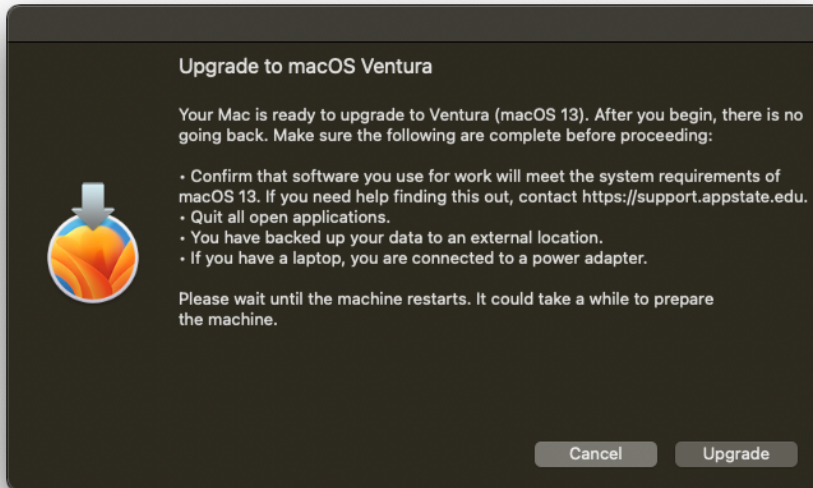 Upgrade to macOS Ventura
Your Mac is ready to upgrade to Ventura (macOS 13). After you begin, there is no
going back. Make sure the following are complete before proceeding:
• Confirm that software you use for work will meet the system requirements of
macOS 13. If you need help finding this out, contact https://support.appstate.edu.
• Quit all open applications.
• You have backed up your data to an external location.
• If you have a laptop, you are connected to a power adapter.
Please wait until the machine restarts. It could take a while to prepare
the machine.
Cancel Upgrade